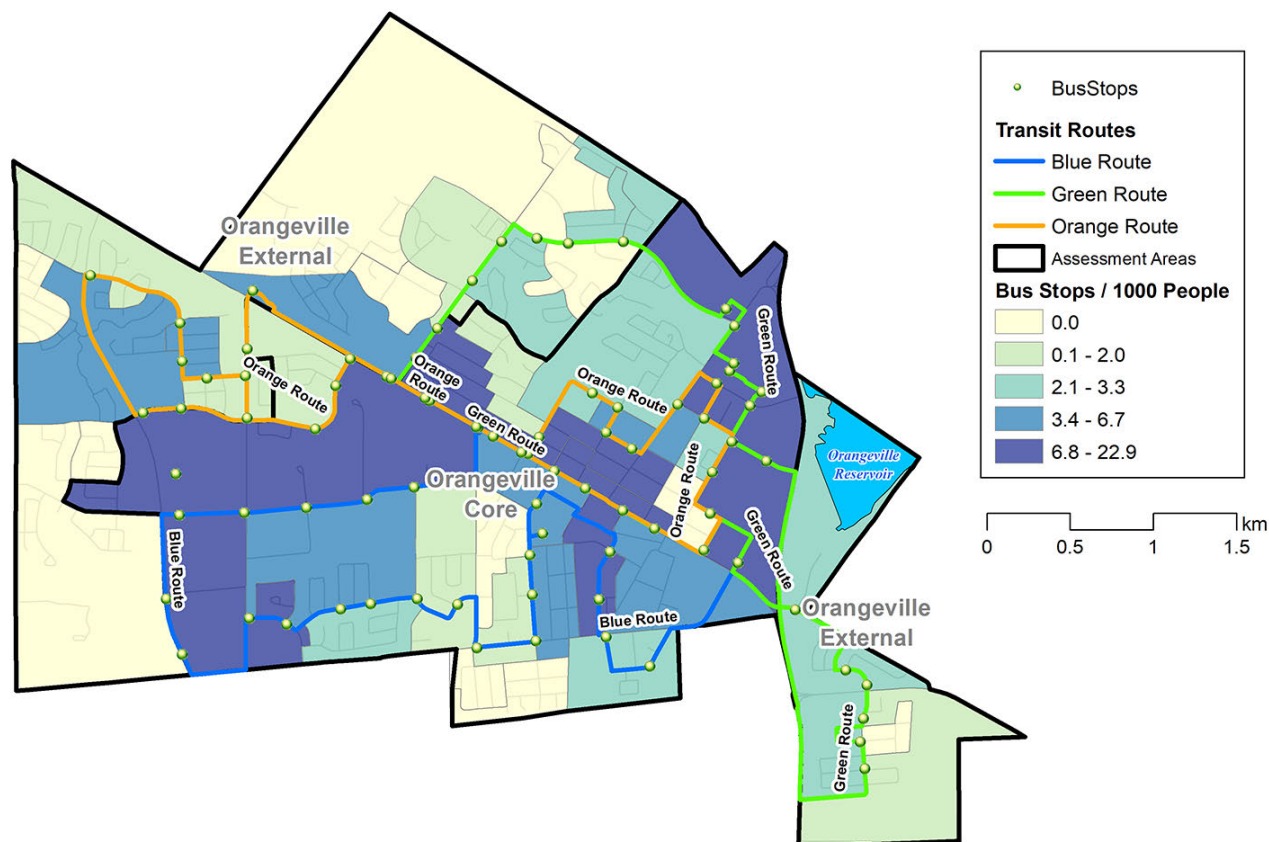 BusStops
Transit Routes
Blue Route
Green Route
Orange Route
Assessment Areas
Bus Stops / 1000 People
0.0
0.1 - 2.0
2.1 - 3.3
3.4 - 6.7
6.8 - 22.9
km
0 0.5 1 1.5
Orangeville
External
Orange Route
Orange
Route
Green Route
Orange Route
Green Route
Orangeville
Reservoir
Orangeville
Core
Orange Route
Green Route
Blue Route
Blue Route
Orangeville
External
Green Route